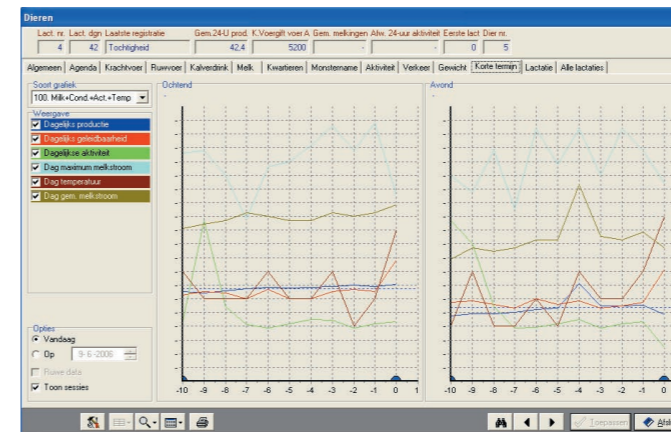 Dieren
Lact. nr. Lact. dgn Laatste registratie Gem.24-U prod. K.Voergift voer A Gem. melkingen Afw. 24-uur aktiviteit Eerste lact Dier nr.
4 42 Tochtigheid 42,4 5200 - - 0 5
Algemeen Agenda Krachtvoer Ruwvoer Kalverdrink Melk Kwartieren Monstername Aktiviteit Verkeer Gewicht Korte termijn Lactatie Alle lactaties
Soort grafiek
100. Milk+Cond.+Act.+Temp
Weergave
Dagelijks productie
Dagelijks geleidbaarheid
Dagelijkse aktiviteit
Dag maximum melkstroom
Dag temperatuur
Dag gem. melkstroom
Opties
Vandaag
Op 9- 6 -2006
Ruwe data
Toon sessies
Ochtend
-
-10 -9 -8 -7 -6 -5 -4 -3 -2 -1 0 1
Avond
-
-10 -9 -8 -7 -6 -5 -4 -3 -2 -1 0
Toepassen